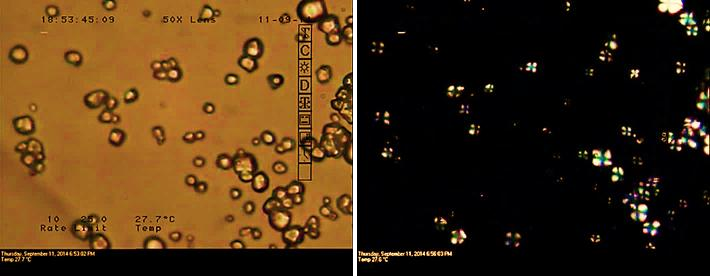 18:53:45:09 50X Lens 11-09-
T
C
D
10 25.0 27.7°C
Rate Limit Temp
Thursday, September 11, 2014 6:53:02 PM
Temp 27.7 °C
Thursday, September 11, 2014 6:56:03 PM
Temp 27.6 °C